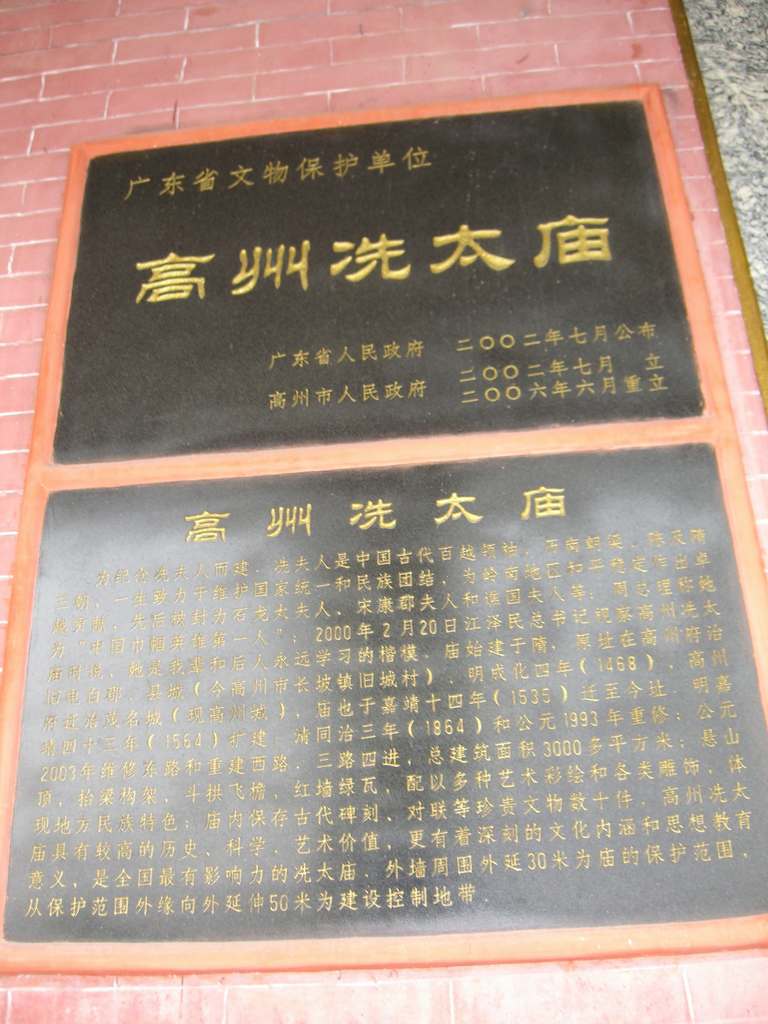 广东省文物保护单位
高州冼太庙
广东省人民政府 二〇〇二年七月公布
高州市人民政府 二〇〇二年七月 立
二〇〇六年六月重立
高州冼太庙
为纪念冼夫人而建。冼夫人是中国古代百越领袖，历南朝梁、陈及隋
三朝，一生致力于维护国家统一和民族团结，为岭南地区和平稳定作出卓
越贡献，先后被封为石龙太夫人、宋康郡夫人和谯国夫人等；周总理称她
为“中国巾帼英雄第一人”；2000年2月20日江泽民总书记视察高州冼太
庙时说，她是我辈和后人永远学习的楷模。庙始建于隋，原址在高州府治
旧电白郡、县城（今高州市长坡镇旧城村），明成化四年（1468），高州
府迁治茂名城（现高州城），庙也于嘉靖十四年（1535）迁至今址，明嘉
靖四十三年（1564）扩建，清同治三年（1864）和公元1993年重修；公元
2003年维修东路和重建西路。三路四进，总建筑面积3000多平方米；悬山
顶，抬梁构架，斗拱飞檐，红墙绿瓦，配以多种艺术彩绘和各类雕饰，体
现地方民族特色；庙内保存古代碑刻、对联等珍贵文物数十件。高州冼太
庙具有较高的历史、科学、艺术价值，更有着深刻的文化内涵和思想教育
意义，是全国最有影响力的冼太庙。外墙周围外延30米为庙的保护范围，
从保护范围外缘向外延伸50米为建设控制地带。